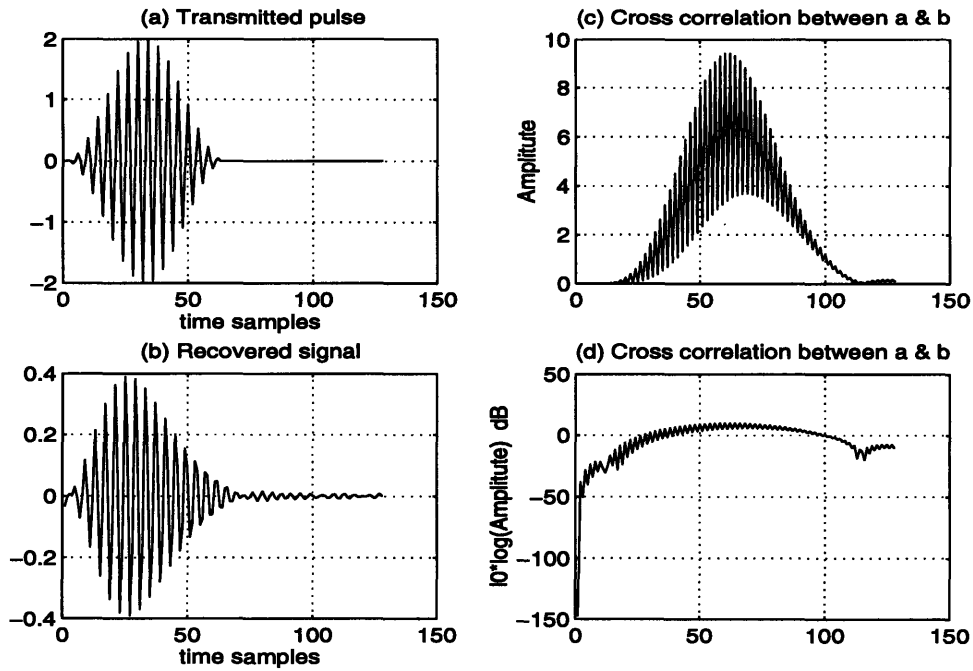 (a) Transmitted pulse
2
1
0
−1
−2
0 50 100 150
time samples
(c) Cross correlation between a & b
Amplitude
10
8
6
4
2
0
0 50 100 150
(b) Recovered signal
0.4
0.2
0
−0.2
−0.4
0 50 100 150
time samples
(d) Cross correlation between a & b
l0*log(Amplitute) dB
50
0
−50
−100
−150
0 50 100 150